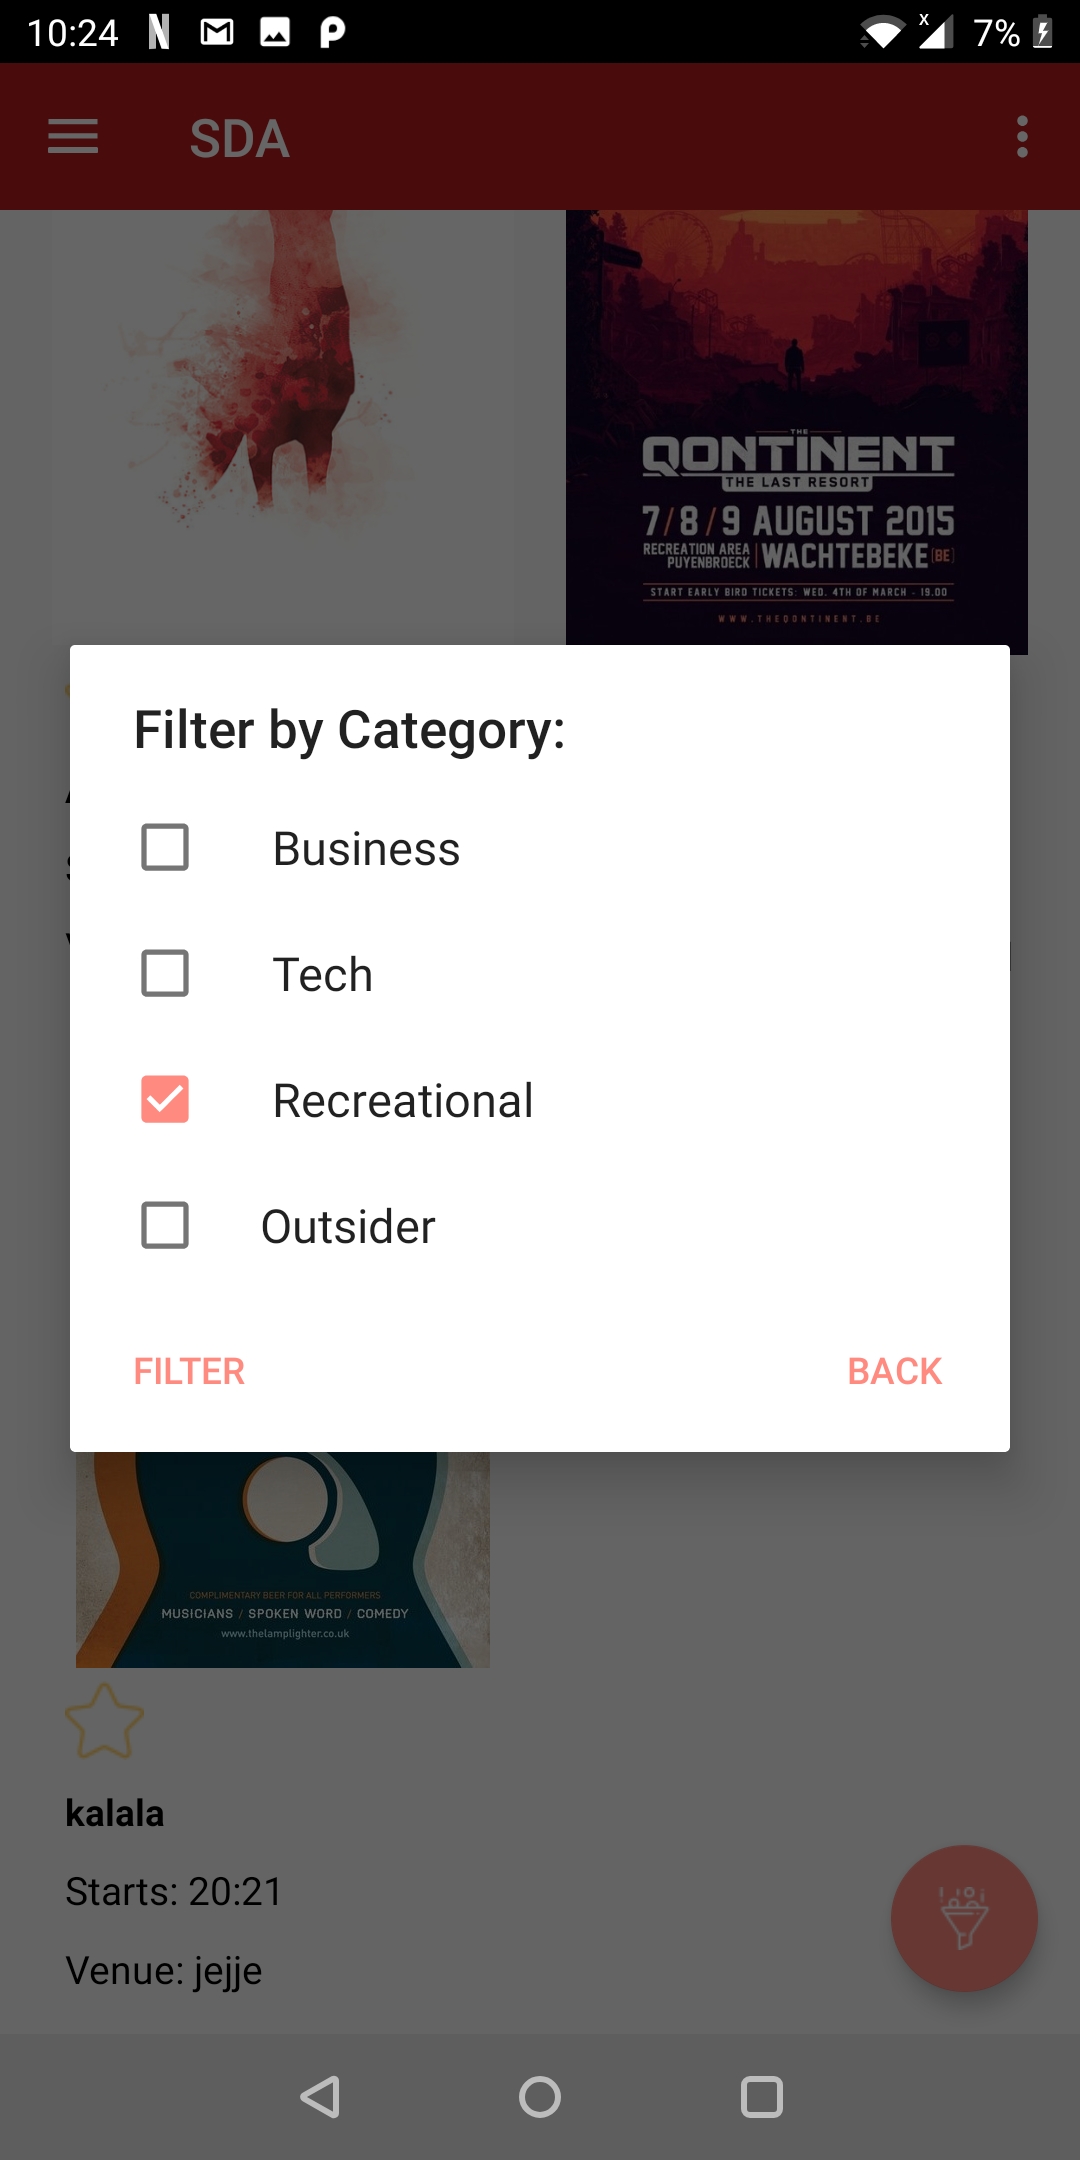 10:24
7%
SDA
THE
QONTINENT
THE LAST RESORT
7/8/9 AUGUST 2015
RECREATION AREA
PUYENBROECK
WACHTEBEKE [BE]
START EARLY BIRD TICKETS: WED. 4TH OF MARCH - 19.00
WWW.THEQONTINENT.BE
Filter by Category:
Business
Tech
Recreational
Outsider
FILTER
BACK
COMPLIMENTARY BEER FOR ALL PERFORMERS
MUSICIANS / SPOKEN WORD / COMEDY
www.thelamplighter.co.uk
kalala
Starts: 20:21
Venue: jejje